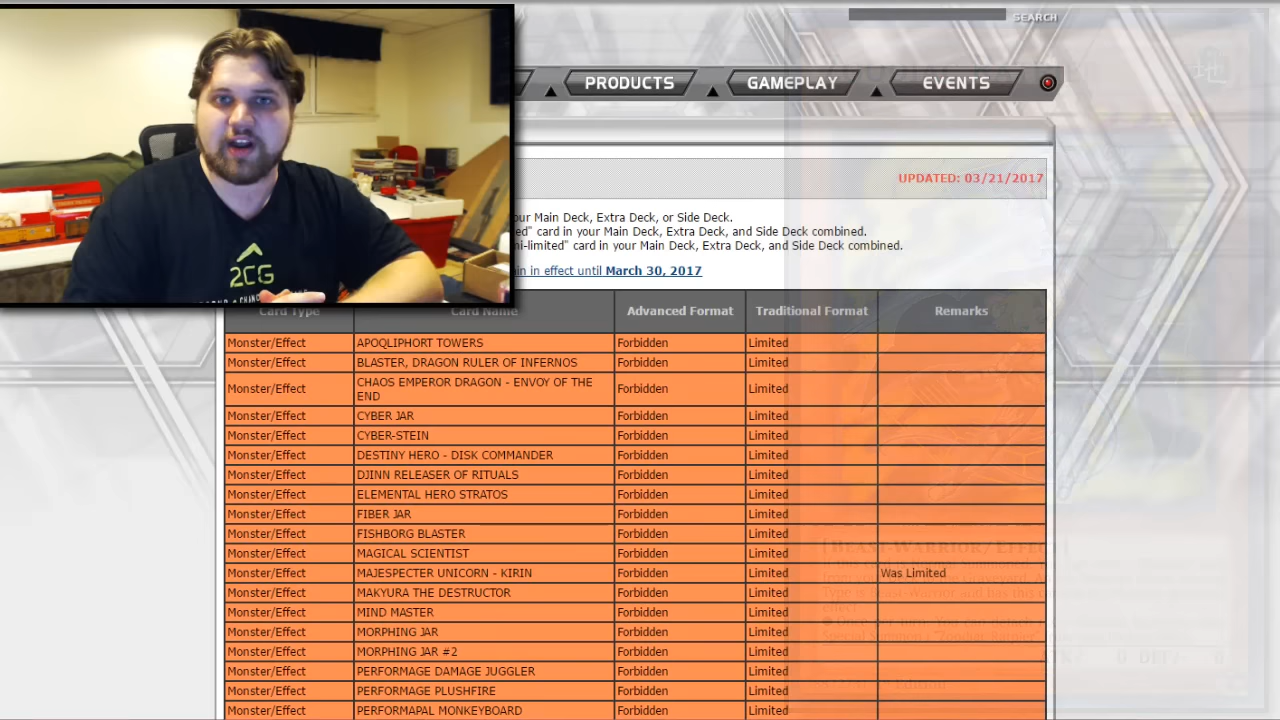 SEARCH
PRODUCTS GAMEPLAY EVENTS
UPDATED: 03/21/2017
our Main Deck, Extra Deck, or Side Deck.
ed" card in your Main Deck, Extra Deck, and Side Deck combined.
mi-limited" card in your Main Deck, Extra Deck, and Side Deck combined.
in in effect until March 30, 2017
2CG
Card Type Card Name Advanced Format Traditional Format Remarks
Monster/Effect APOQLIPHORT TOWERS Forbidden Limited
Monster/Effect BLASTER, DRAGON RULER OF INFERNOS Forbidden Limited
Monster/Effect CHAOS EMPEROR DRAGON - ENVOY OF THE END Forbidden Limited
Monster/Effect CYBER JAR Forbidden Limited
Monster/Effect CYBER-STEIN Forbidden Limited
Monster/Effect DESTINY HERO - DISK COMMANDER Forbidden Limited
Monster/Effect DJINN RELEASER OF RITUALS Forbidden Limited
Monster/Effect ELEMENTAL HERO STRATOS Forbidden Limited
Monster/Effect FIBER JAR Forbidden Limited
Monster/Effect FISHBORG BLASTER Forbidden Limited
Monster/Effect MAGICAL SCIENTIST Forbidden Limited
Monster/Effect MAJESPECTER UNICORN - KIRIN Forbidden Limited Was Limited
Monster/Effect MAKYURA THE DESTRUCTOR Forbidden Limited
Monster/Effect MIND MASTER Forbidden Limited
Monster/Effect MORPHING JAR Forbidden Limited
Monster/Effect MORPHING JAR #2 Forbidden Limited
Monster/Effect PERFORMAGE DAMAGE JUGGLER Forbidden Limited
Monster/Effect PERFORMAGE PLUSHFIRE Forbidden Limited
Monster/Effect PERFORMAPAL MONKEYBOARD Forbidden Limited
[BEAST-WARRIOR/EFFECT]
Edition